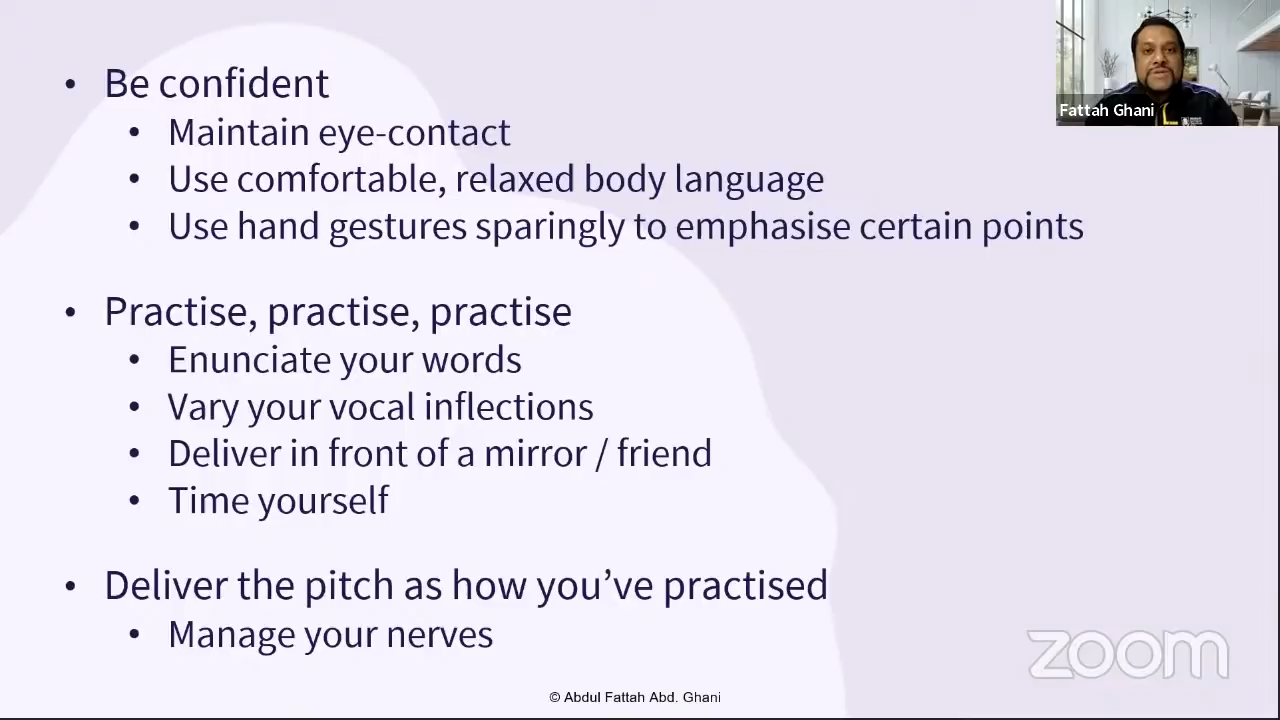 • Be confident
• Maintain eye-contact
• Use comfortable, relaxed body language
• Use hand gestures sparingly to emphasise certain points
• Practise, practise, practise
• Enunciate your words
• Vary your vocal inflections
• Deliver in front of a mirror / friend
• Time yourself
• Deliver the pitch as how you’ve practised
• Manage your nerves
Fattah Ghani
zoom
© Abdul Fattah Abd. Ghani